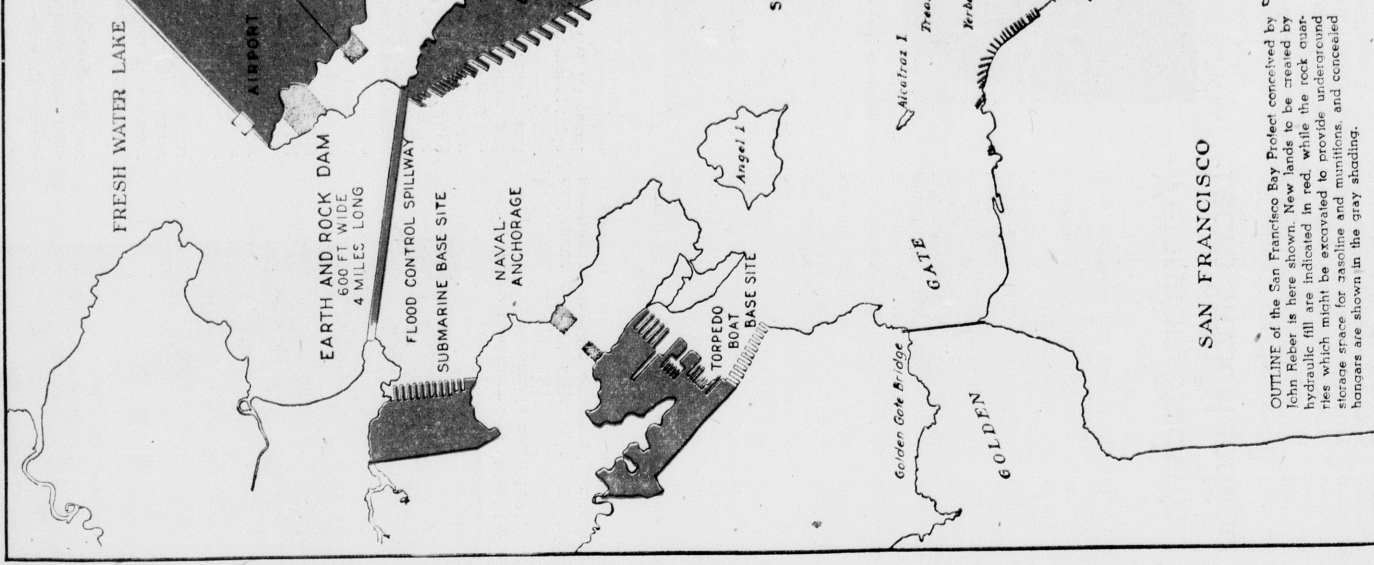 FRESH WATER LAKE
AIRPORT
EARTH AND ROCK DAM
600 FT WIDE
4 MILES LONG
FLOOD CONTROL SPILLWAY
SUBMARINE BASE SITE
NAVAL
ANCHORAGE
TORPEDO
BOAT
BASE SITE
Angel I
Golden Gate Bridge
Alcatraz I
GOLDEN GATE
SAN FRANCISCO
OUTLINE of the San Francisco Bay Project conceived by
John Reber is here shown. New lands to be created by
hydraulic fill are indicated in red, while the rock quar-
ries which might be excavated to provide underground
storage space for gasoline and munitions, and concealed
hangars are shown in the gray shading.